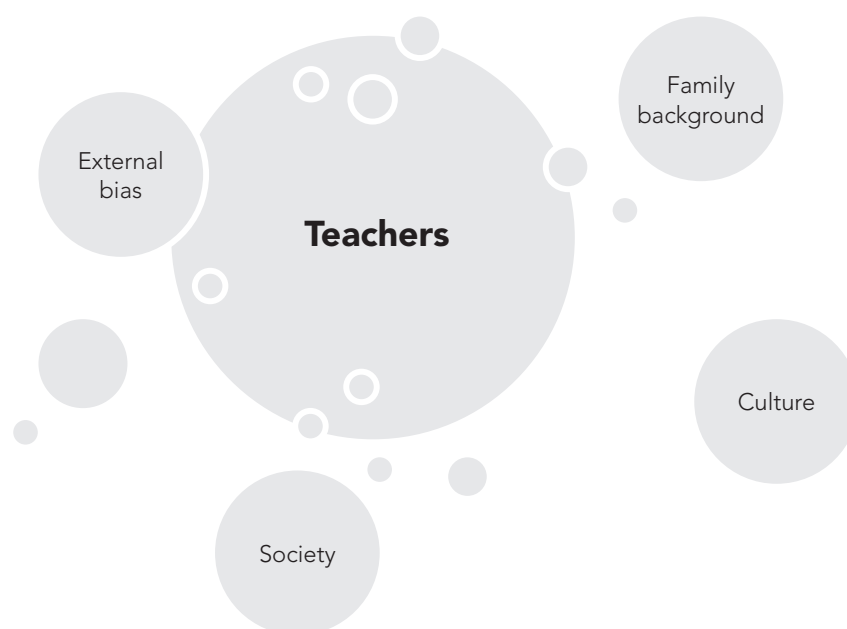 Family
background
External
bias
Teachers
Culture
Society